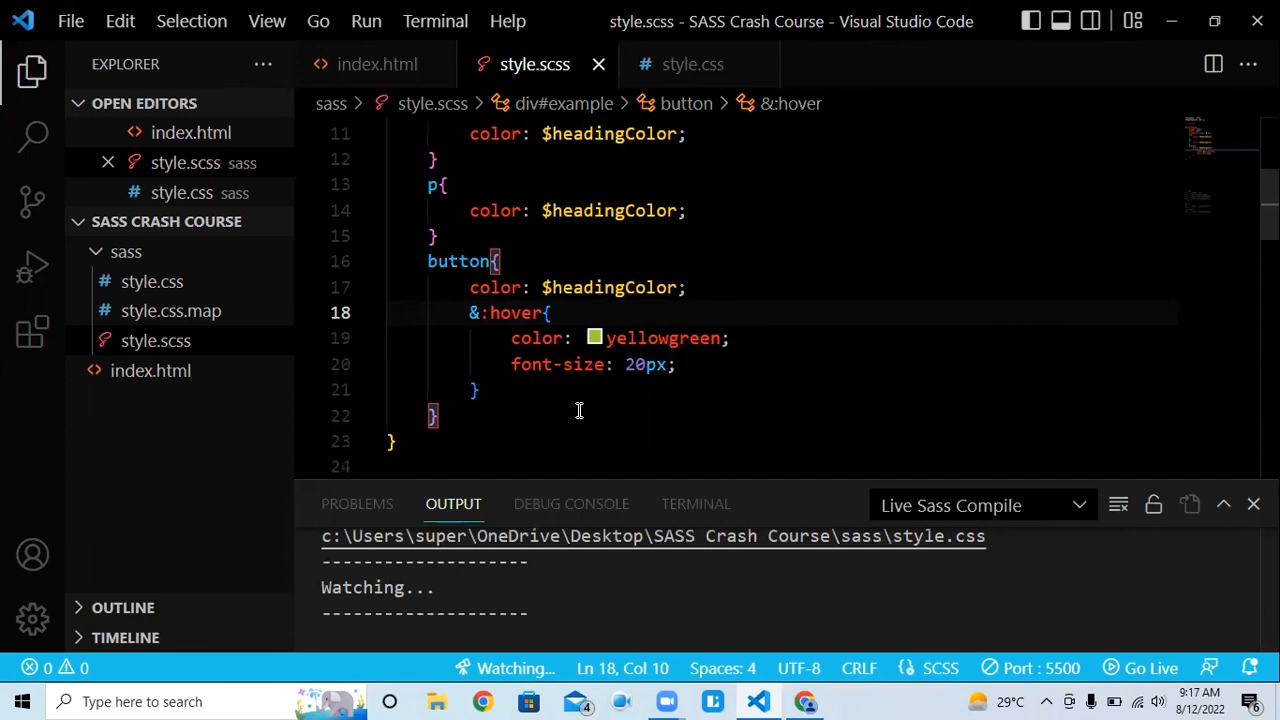 File Edit Selection View Go Run Terminal Help style.scss - SASS Crash Course - Visual Studio Code
EXPLORER
index.html style.scss style.css
OPEN EDITORS
index.html
style.scss sass
style.css sass
SASS CRASH COURSE
sass
style.css
style.css.map
style.scss
index.html
OUTLINE
TIMELINE
sass > style.scss > div#example > button > &:hover
11 color: $headingColor;
12 }
13 p{
14 color: $headingColor;
15 }
16 button{
17 color: $headingColor;
18 &:hover{
19 color: yellowgreen;
20 font-size: 20px;
21 }
22 }
23 }
24
PROBLEMS OUTPUT DEBUG CONSOLE TERMINAL Live Sass Compile
c:\Users\super\OneDrive\Desktop\SASS Crash Course\sass\style.css
--------------------
Watching...
--------------------
0 0 Watching... Ln 18, Col 10 Spaces: 4 UTF-8 CRLF SCSS Port : 5500 Go Live
Type here to search 4 29°C 9:17 AM 6
8/12/2022